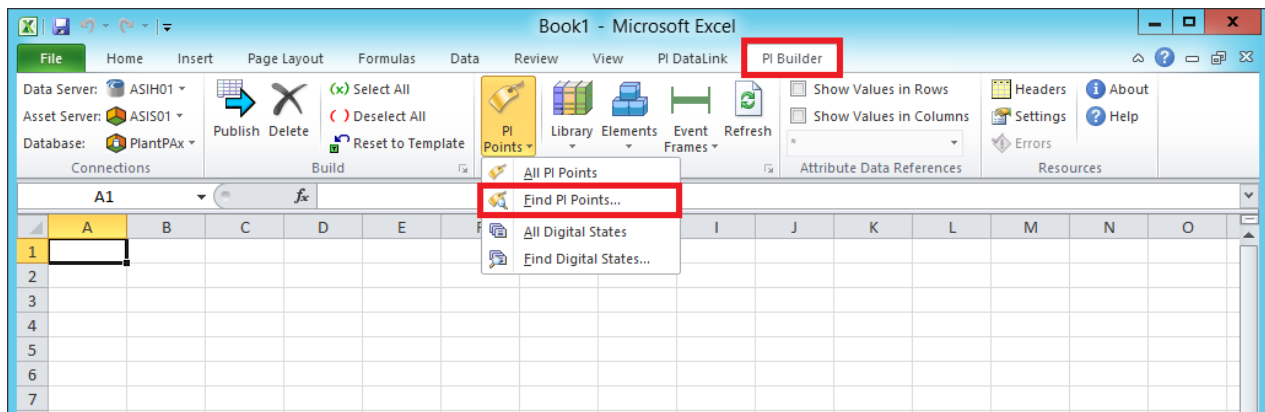 Book1 - Microsoft Excel
File Home Insert Page Layout Formulas Data Review View PI DataLink PI Builder
Data Server: ASIH01
Asset Server: ASIS01
Database: PlantPAx
Connections
Publish Delete
(x) Select All
( ) Deselect All
Reset to Template
Build
PI
Points
Library Elements Event
Frames
Refresh
Show Values in Rows
Show Values in Columns
*
Attribute Data References
Headers About
Settings Help
Errors
Resources
All PI Points
Find PI Points...
All Digital States
Find Digital States...
A1 fx
A B C D E F I J K L M N O
1
2
3
4
5
6
7